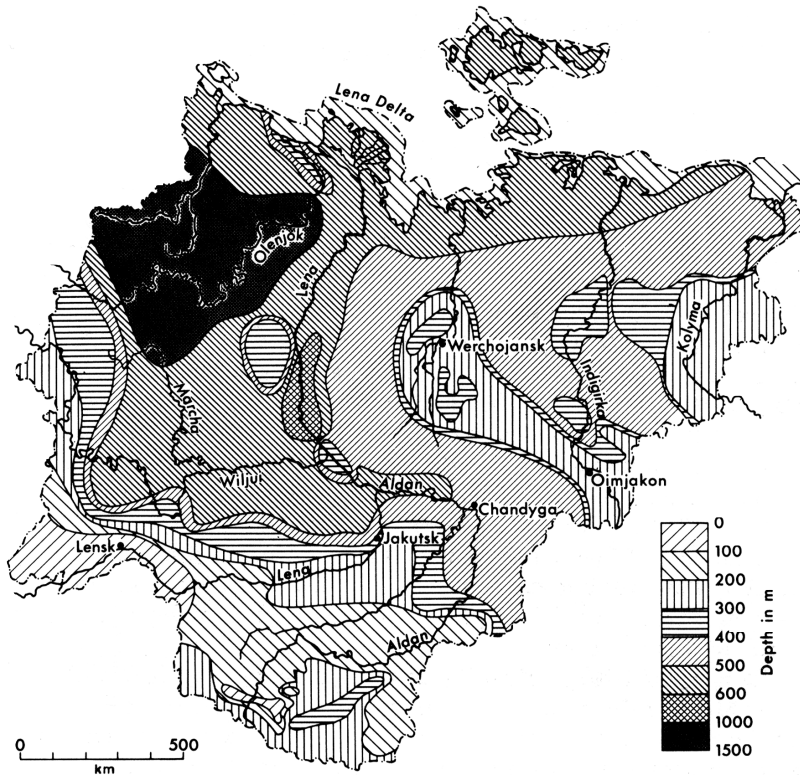 Lena Delta
Olenjok
Lena
Werchojansk
Kolyma
Indigirka
Marcha
Wiljui
Aldan
Oimjakon
Chandyga
Lensk
Jakutsk
Lena
Aldan
0
100
200
300
400
500
600
1000
1500
Depth in m
0 500
km